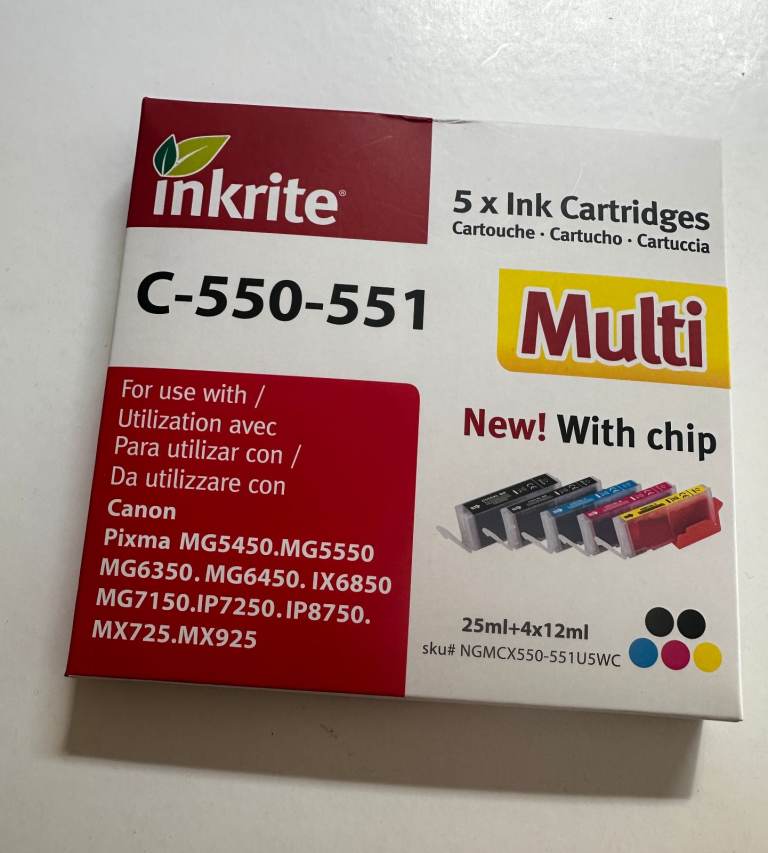 inkrite®
5 x Ink Cartridges
Cartouche · Cartucho · Cartuccia
C-550-551
Multi
For use with /
Utilization avec
Para utilizar con /
Da utilizzare con
Canon
Pixma MG5450.MG5550
MG6350. MG6450. IX6850
MG7150.IP7250.IP8750.
MX725.MX925
New! With chip
25ml+4x12ml
sku# NGMCX550-551U5WC